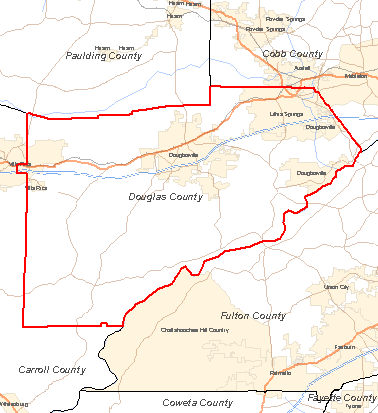 Hiram Hiram
Hiram
Powder Springs
Powder Springs
Hiram Hiram
Paulding County
Cobb County
Austell
Mableton
Lithia Springs
Douglasville
Douglasville
Villa Rica
Douglasville
Villa Rica
Douglas County
Union City
Fulton County
Chattahoochee Hill Country
Fairburn
Carroll County
Palmetto
Whitesburg
Coweta County
Fayette County
Tyrone